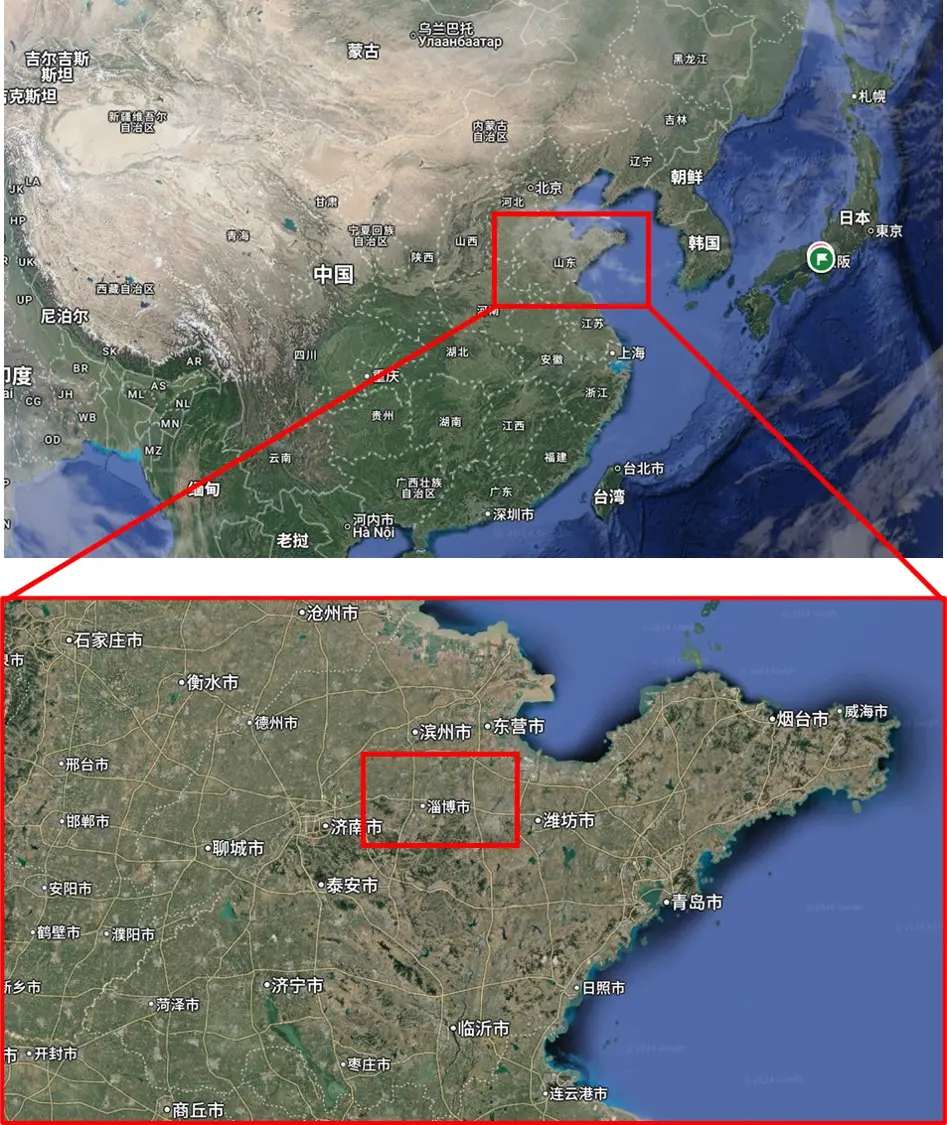 乌兰巴托
Улаанбаатар
蒙古
吉尔吉斯
斯坦
黑龙江
札幌
新疆维吾尔
自治区
内蒙古
自治区
吉林
辽宁
朝鲜
北京
河北
LA
JK
HP
甘肃
宁夏回族
自治区
山西
陕西
青海
日本
東京
韩国
山东
阪
中国
UK
UP
西藏自治区
尼泊尔
河南
江苏
上海
SK
AR
四川
湖北
安徽
重庆
BR
AS
ML
NL
JH
CG
WB
MN
OD
MZ
浙江
贵州
湖南
江西
云南
福建
缅甸
广西壮族
自治区
广东
台北市
台湾
深圳市
河内市
Hà Nội
老挝
沧州市
石家庄市
衡水市
德州市
滨州市
东营市
烟台市
威海市
邢台市
淄博市
邯郸市
济南市
潍坊市
聊城市
安阳市
泰安市
青岛市
鹤壁市
濮阳市
济宁市
日照市
菏泽市
临沂市
开封市
枣庄市
连云港市
商丘市